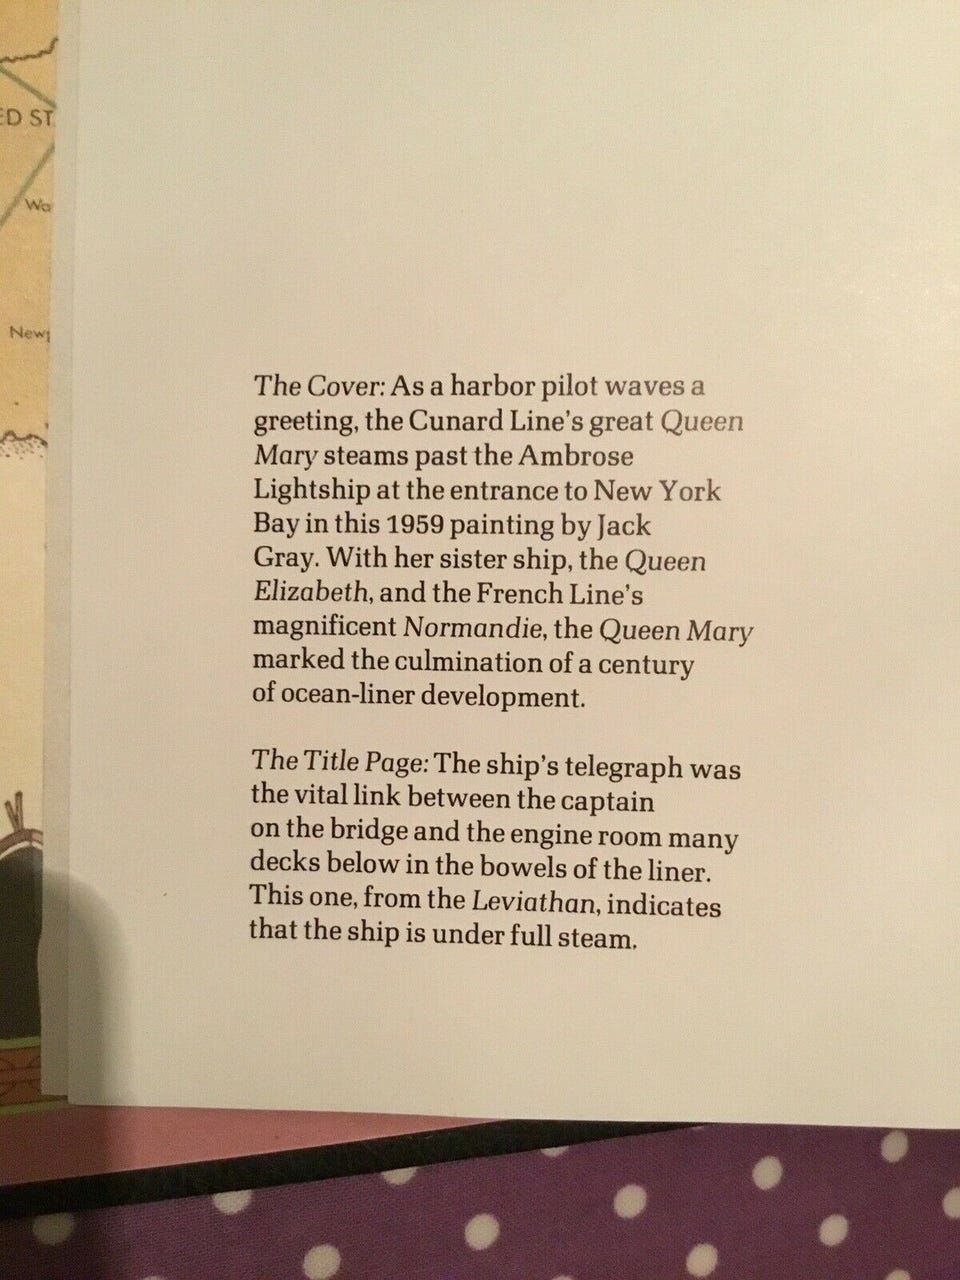 ED ST
Wa
New
The Cover: As a harbor pilot waves a
greeting, the Cunard Line's great Queen
Mary steams past the Ambrose
Lightship at the entrance to New York
Bay in this 1959 painting by Jack
Gray. With her sister ship, the Queen
Elizabeth, and the French Line's
magnificent Normandie, the Queen Mary
marked the culmination of a century
of ocean-liner development.
The Title Page: The ship's telegraph was
the vital link between the captain
on the bridge and the engine room many
decks below in the bowels of the liner.
This one, from the Leviathan, indicates
that the ship is under full steam.